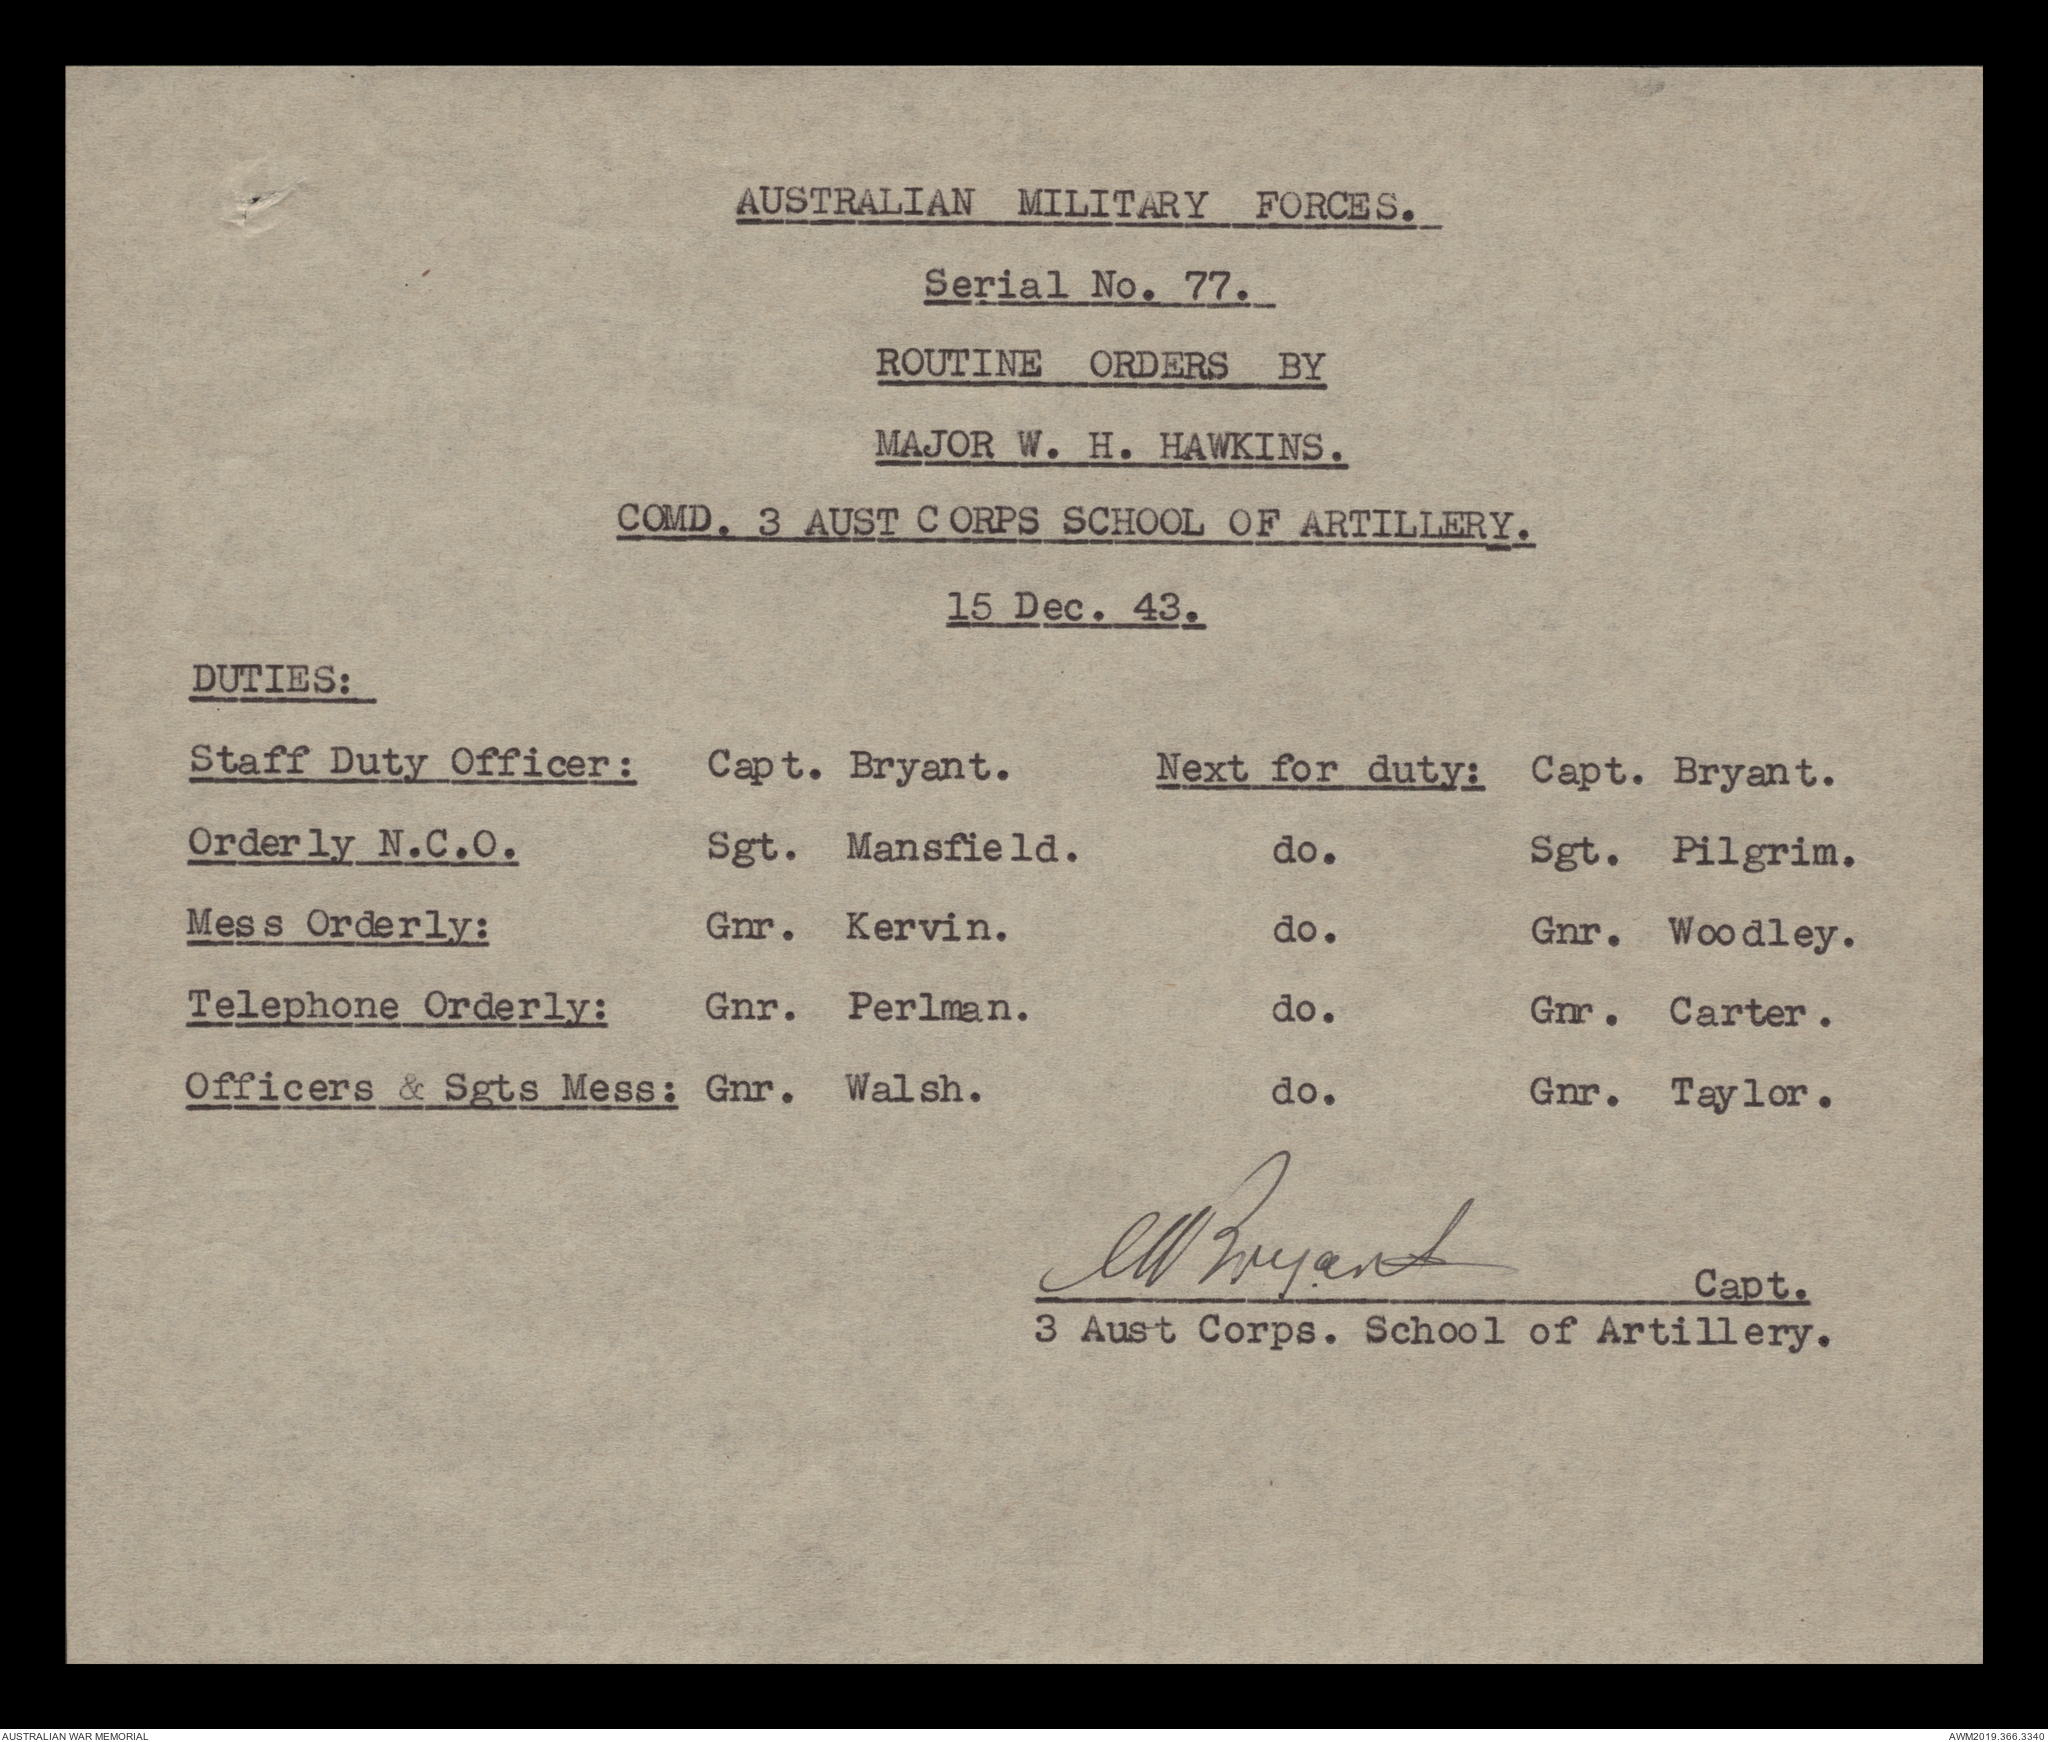 AUSTRALIAN MILITARY FORCES.
Serial No. 77.
ROUTINE ORDERS BY
MAJOR W. H. HAWKINS.
COMD. 3 AUST CORPS SCHOOL OF ARTILLERY.
15 Dec. 43.
DUTIES:
Staff Duty Officer: Capt. Bryant. Next for duty: Capt. Bryant.
Orderly N.C.O. Sgt. Mansfield. do. Sgt. Pilgrim.
Mess Orderly: Gnr. Kervin. do. Gnr. Woodley.
Telephone Orderly: Gnr. Perlman. do. Gnr. Carter.
Officers & Sgts Mess: Gnr. Walsh. do. Gnr. Taylor.
Bryant Capt.
3 Aust Corps. School of Artillery.
AUSTRALIAN WAR MEMORIAL AWM2019.366.3340